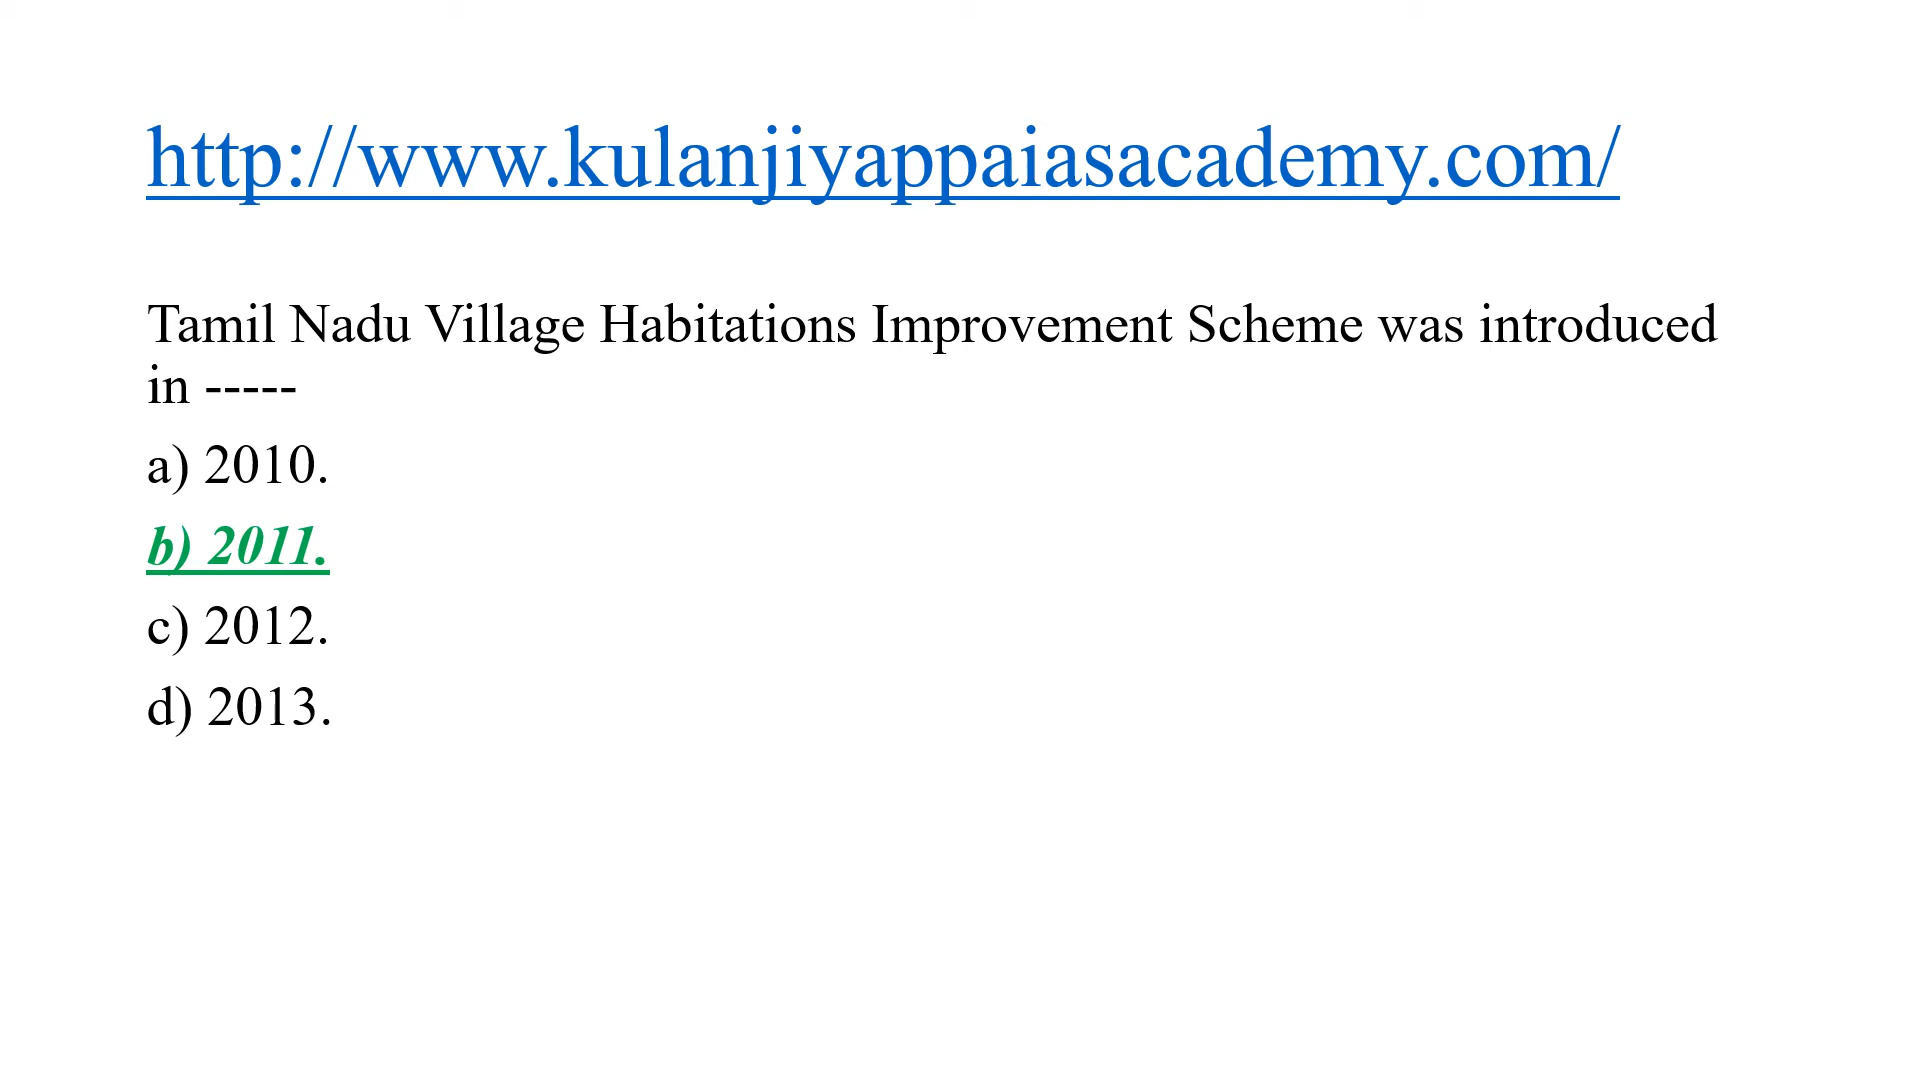 http://www.kulanjiyappaiasacademy.com/
Tamil Nadu Village Habitations Improvement Scheme was introduced
in -----
a) 2010.
b) 2011.
c) 2012.
d) 2013.